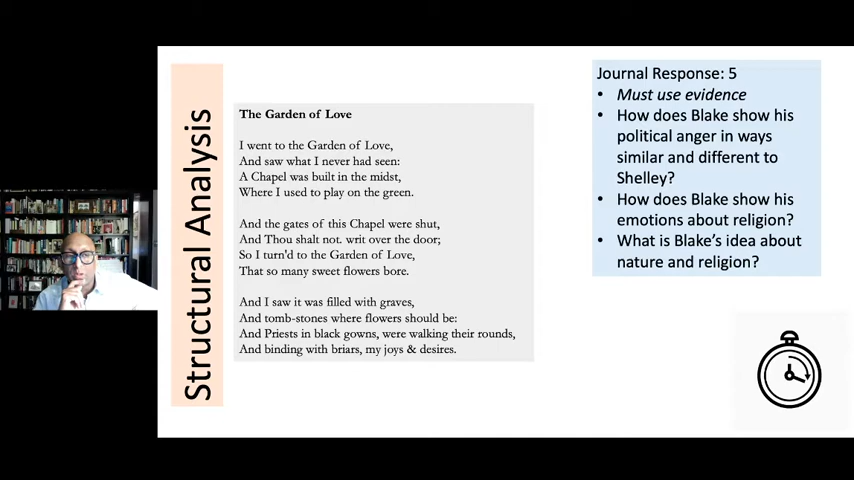 Structural Analysis
The Garden of Love
I went to the Garden of Love,
And saw what I never had seen:
A Chapel was built in the midst,
Where I used to play on the green.
And the gates of this Chapel were shut,
And Thou shalt not. writ over the door;
So I turn'd to the Garden of Love,
That so many sweet flowers bore.
And I saw it was filled with graves,
And tomb-stones where flowers should be:
And Priests in black gowns, were walking their rounds,
And binding with briars, my joys & desires.
Journal Response: 5
• Must use evidence
• How does Blake show his
political anger in ways
similar and different to
Shelley?
• How does Blake show his
emotions about religion?
• What is Blake's idea about
nature and religion?